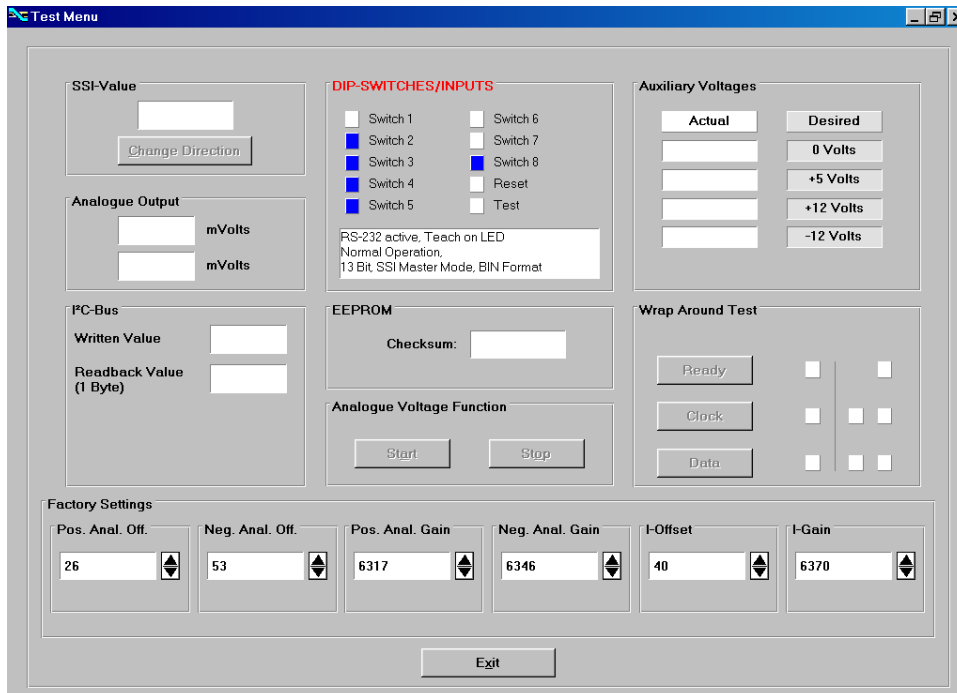 Test Menu
SSI-Value
Change Direction
Analogue Output
mVolts
mVolts
I²C-Bus
Written Value
Readback Value
(1 Byte)
DIP-SWITCHES/INPUTS
Switch 1
Switch 2
Switch 3
Switch 4
Switch 5
Switch 6
Switch 7
Switch 8
Reset
Test
RS-232 active, Teach on LED
Normal Operation,
13 Bit, SSI Master Mode, BIN Format
EEPROM
Checksum:
Analogue Voltage Function
Start
Stop
Auxiliary Voltages
Actual
Desired
0 Volts
+5 Volts
+12 Volts
-12 Volts
Wrap Around Test
Ready
Clock
Data
Factory Settings
Pos. Anal. Off.
26
Neg. Anal. Off.
53
Pos. Anal. Gain
6317
Neg. Anal. Gain
6346
I-Offset
40
I-Gain
6370
Exit